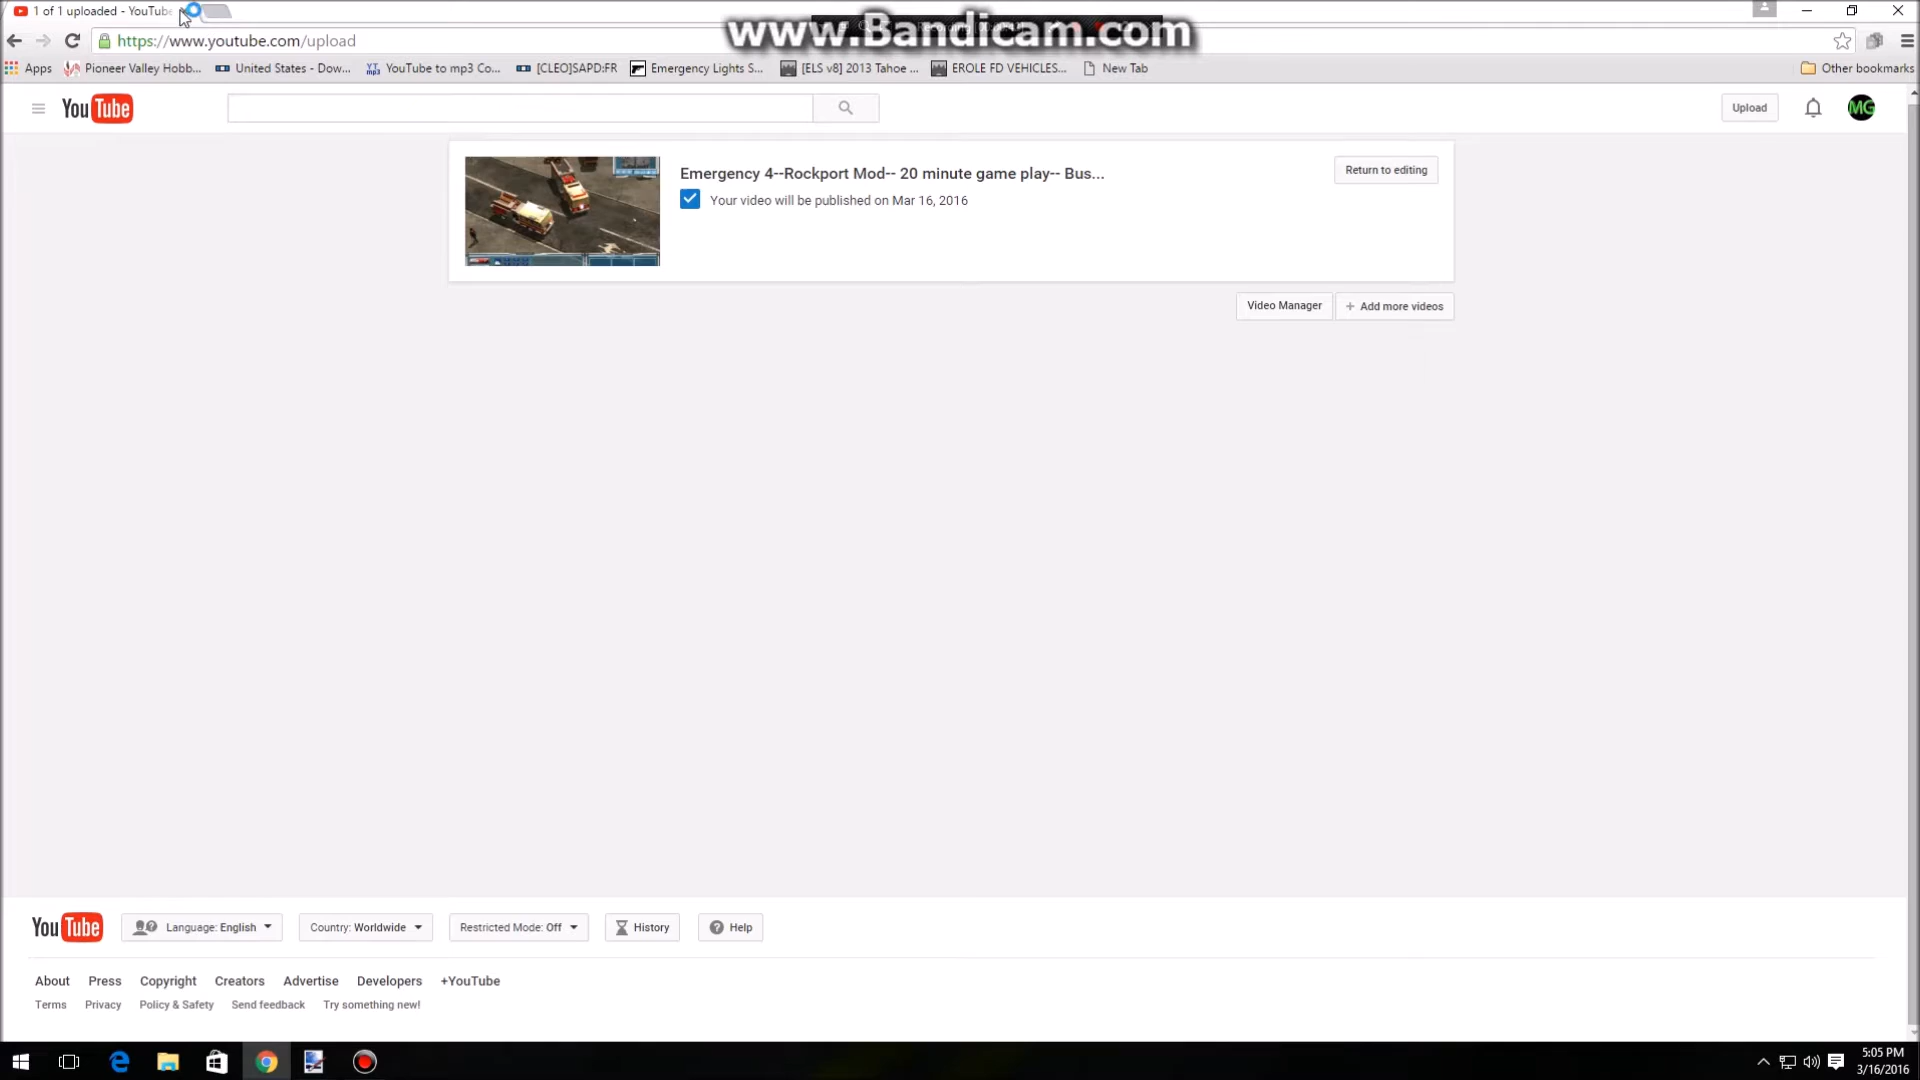 1 of 1 uploaded - YouTube
www.Bandicam.com
https://www.youtube.com/upload
Apps Pioneer Valley Hobb... United States - Dow... YouTube to mp3 Co... [CLEO]SAPD:FR Emergency Lights S... [ELS v8] 2013 Tahoe ... EROLE FD VEHICLES... New Tab Other bookmarks
YouTube Upload MG
Emergency 4--Rockport Mod-- 20 minute game play-- Bus... Return to editing
Your video will be published on Mar 16, 2016
Video Manager + Add more videos
YouTube Language: English Country: Worldwide Restricted Mode: Off History Help
About Press Copyright Creators Advertise Developers +YouTube
Terms Privacy Policy & Safety Send feedback Try something new!
5:05 PM
3/16/2016